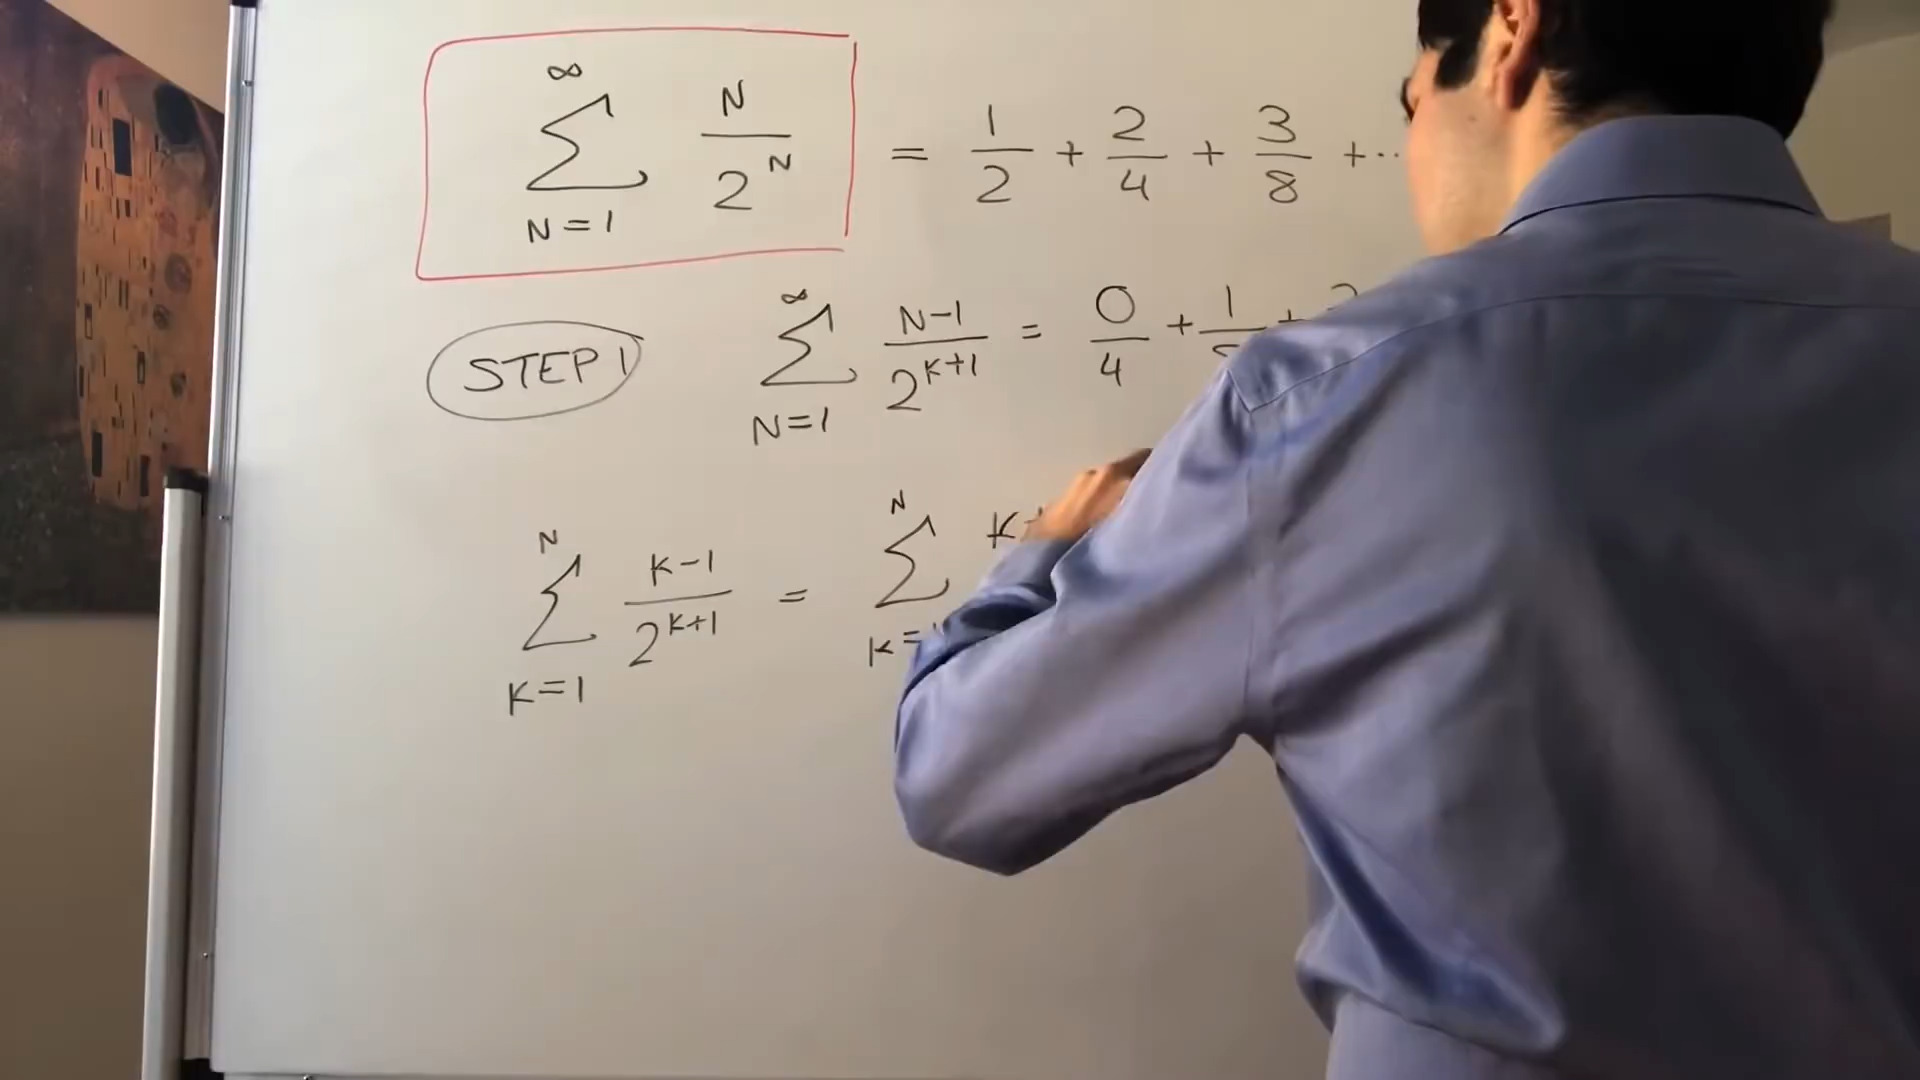 ∞ ∑ N=1 N/2^N = 1/2 + 2/4 + 3/8 + ..
STEP 1 ∞ ∑ N=1 N-1/2^K+1 = 0/4 + 1/ +
N ∑ K=1 K-1/2^K+1 = N ∑ K= K